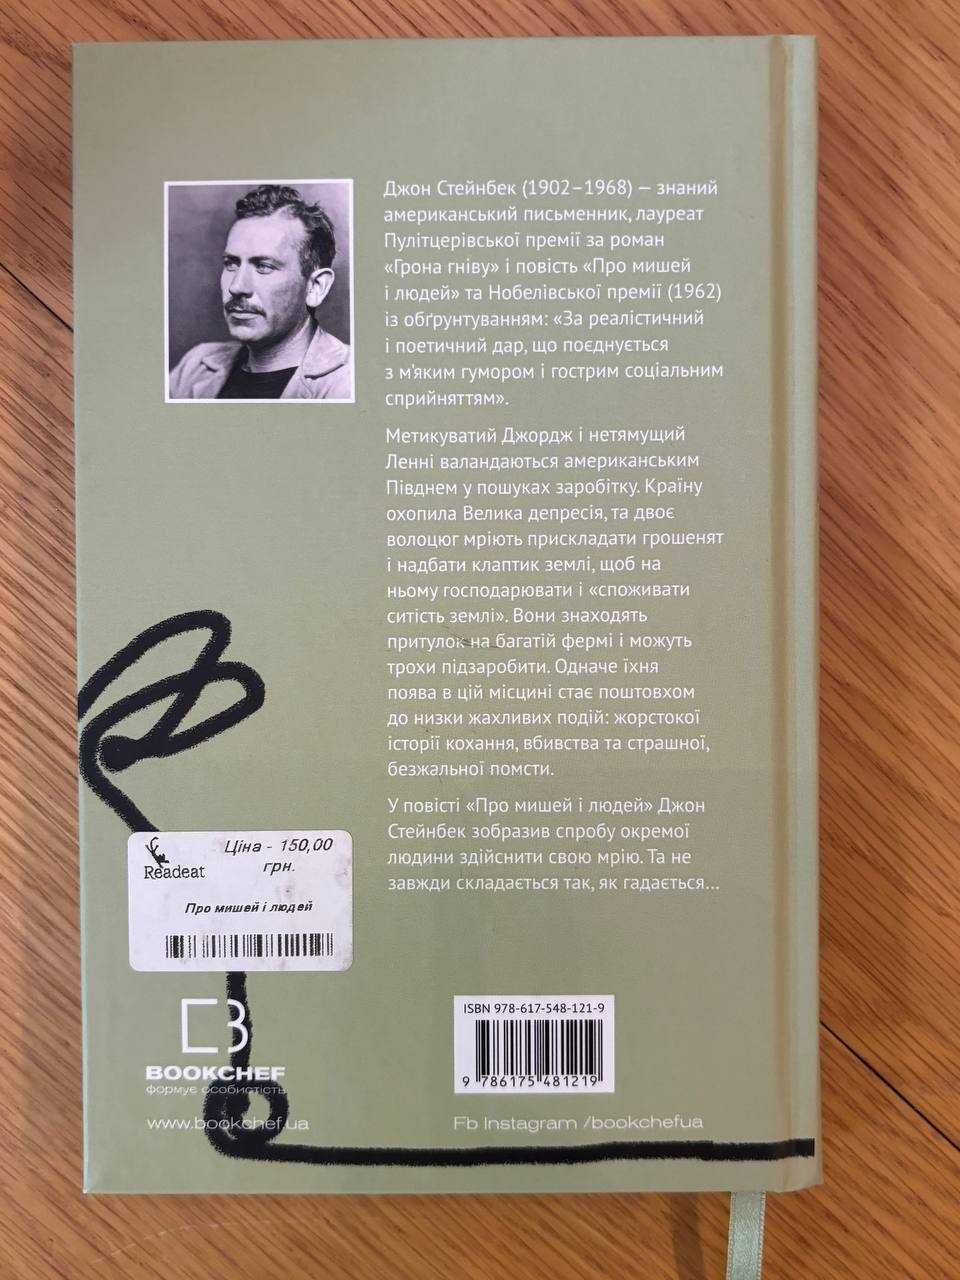 Джон Стейнбек (1902–1968) — знаний
американський письменник, лауреат
Пулітцерівської премії за роман
«Грона гніву» і повість «Про мишей
і людей» та Нобелівської премії (1962)
із обґрунтуванням: «За реалістичний
і поетичний дар, що поєднується
з м'яким гумором і гострим соціальним
сприйняттям».
Метикуватий Джордж і нетямущий
Ленні валандаються американським
Півднем у пошуках заробітку. Країну
охопила Велика депресія, та двоє
волоцюг мріють прискладати грошенят
і надбати клаптик землі, щоб на
ньому господарювати і «споживати
ситість землі». Вони знаходять
притулок на багатій фермі і можуть
трохи підзаробити. Одначе їхня
поява в цій місцині стає поштовхом
до низки жахливих подій: жорстокої
історії кохання, вбивства та страшної,
безжальної помсти.
У повісті «Про мишей і людей» Джон
Стейнбек зобразив спробу окремої
людини здійснити свою мрію. Та не
завжди складається так, як гадається...
Readeat
Ціна - 150,00
грн.
Про мишей і людей
BOOKCHEF
формує особистість
www.bookchef.ua
ISBN 978-617-548-121-9
9 786175 481219
Fb Instagram /bookchefua